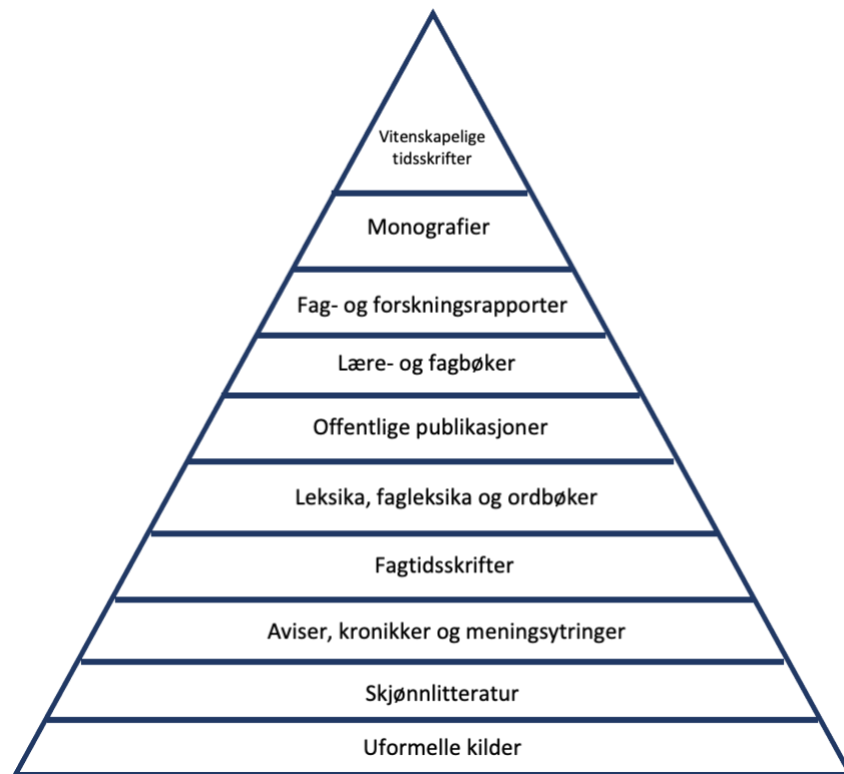 Vitenskapelige
tidsskrifter
Monografier
Fag- og forskningsrapporter
Lære- og fagbøker
Offentlige publikasjoner
Leksika, fagleksika og ordbøker
Fagtidsskrifter
Aviser, kronikker og meningsytringer
Skjønnlitteratur
Uformelle kilder